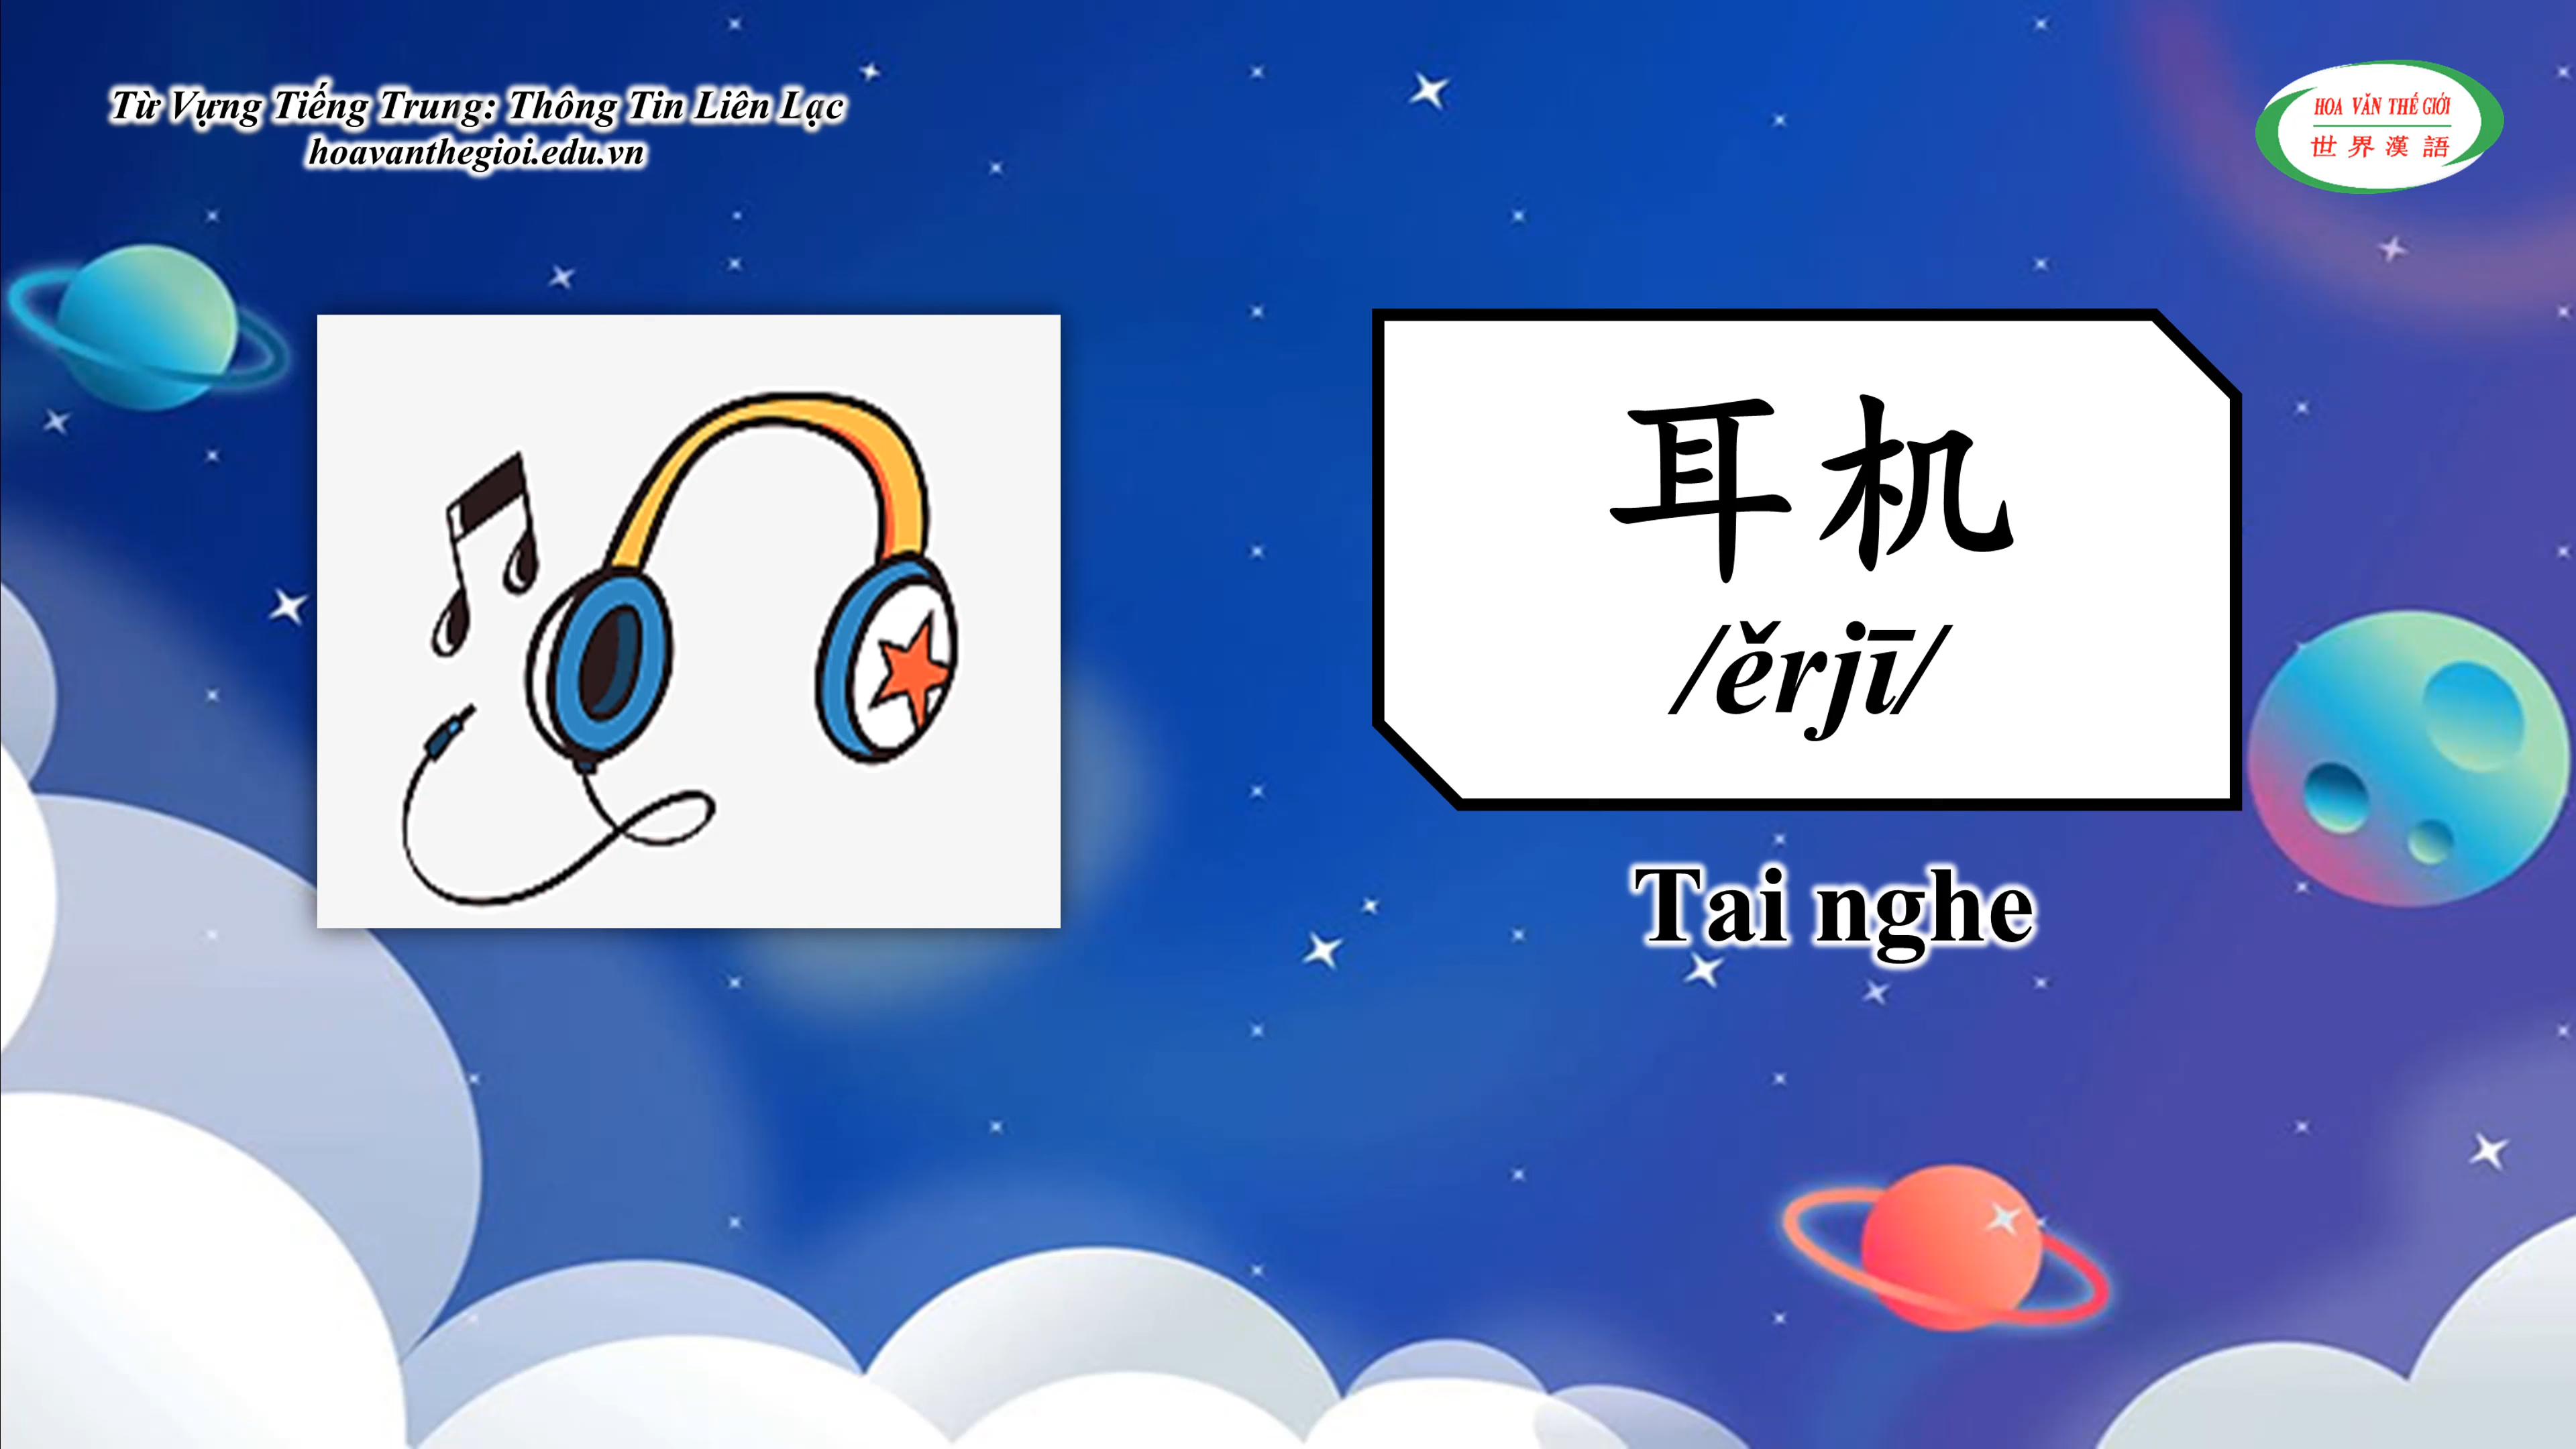 Từ Vựng Tiếng Trung: Thông Tin Liên Lạc
hoavanthegioi.edu.vn
HOA VĂN THẾ GIỚI
世界漢語
耳机
/ěrjī/
Tai nghe